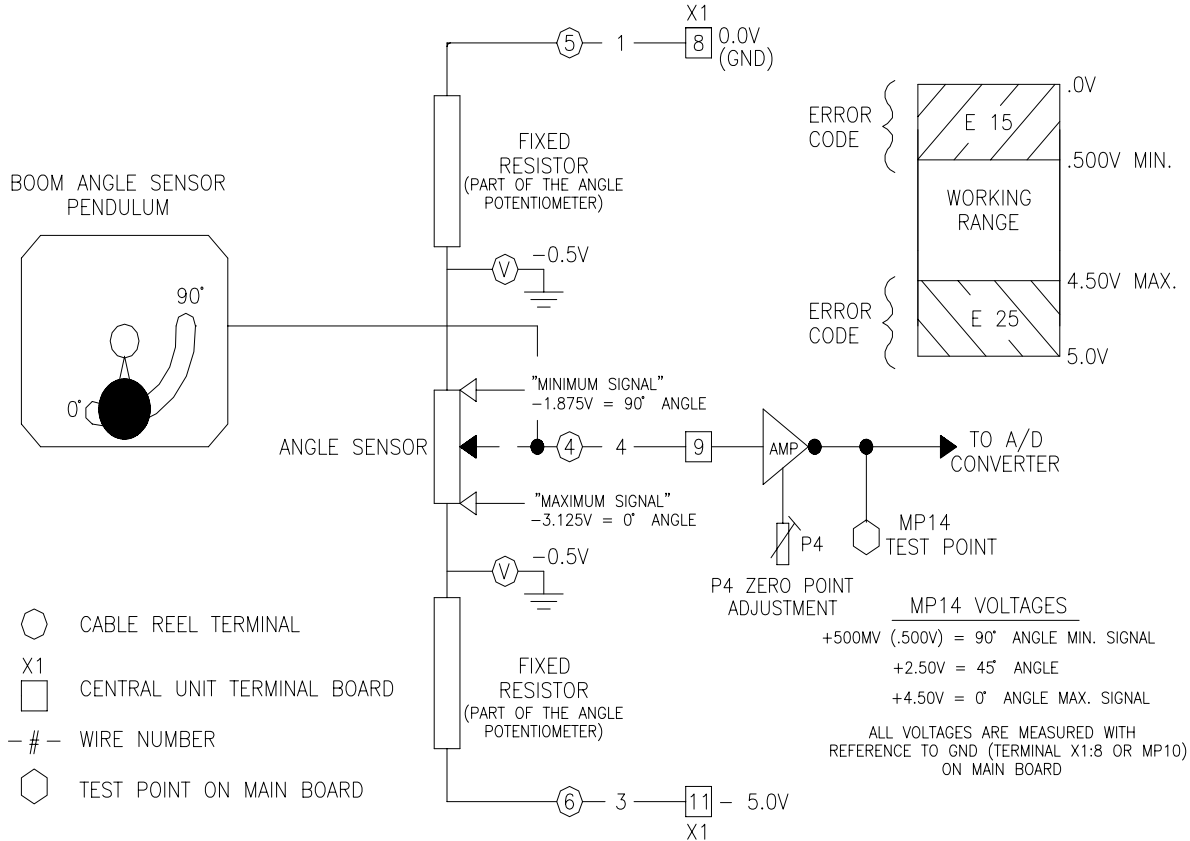 X1
5 1 8 0.0V
(GND)
ERROR
CODE
E 15
.0V
.500V MIN.
WORKING
RANGE
4.50V MAX.
ERROR
CODE
E 25
5.0V
FIXED
RESISTOR
(PART OF THE ANGLE
POTENTIOMETER)
BOOM ANGLE SENSOR
PENDULUM
90°
0°
V -0.5V
"MINIMUM SIGNAL"
-1.875V = 90° ANGLE
ANGLE SENSOR
4 4 9
AMP
TO A/D
CONVERTER
"MAXIMUM SIGNAL"
-3.125V = 0° ANGLE
P4
MP14
TEST POINT
V -0.5V
P4 ZERO POINT
ADJUSTMENT
MP14 VOLTAGES
+500MV (.500V) = 90° ANGLE MIN. SIGNAL
+2.50V = 45° ANGLE
+4.50V = 0° ANGLE MAX. SIGNAL
ALL VOLTAGES ARE MEASURED WITH
REFERENCE TO GND (TERMINAL X1:8 OR MP10)
ON MAIN BOARD
CABLE REEL TERMINAL
X1
CENTRAL UNIT TERMINAL BOARD
-#- WIRE NUMBER
TEST POINT ON MAIN BOARD
FIXED
RESISTOR
(PART OF THE ANGLE
POTENTIOMETER)
6 3 11 - 5.0V
X1